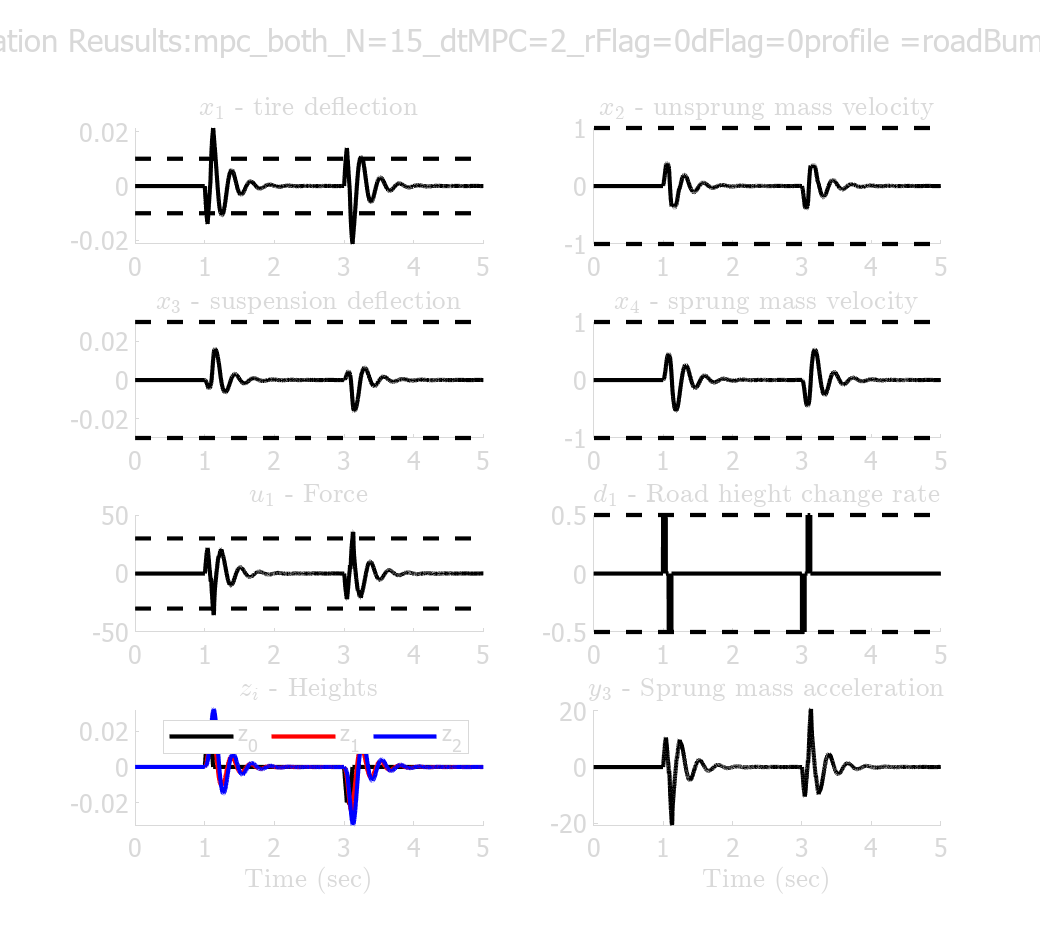 ation Reusults:mpc_both_N=15_dtMPC=2_rFlag=0dFlag=0profile =roadBum
x1 - tire deflection
0.02
0
-0.02
0 1 2 3 4 5
x2 - unsprung mass velocity
1
0
-1
0 1 2 3 4 5
x3 - suspension deflection
0.02
0
-0.02
0 1 2 3 4 5
x4 - sprung mass velocity
1
0
-1
0 1 2 3 4 5
u1 - Force
50
0
-50
0 1 2 3 4 5
d1 - Road hieght change rate
0.5
0
-0.5
0 1 2 3 4 5
zi - Heights
z0 z1 z2
0.02
0
-0.02
0 1 2 3 4 5
Time (sec)
y3 - Sprung mass acceleration
20
0
-20
0 1 2 3 4 5
Time (sec)